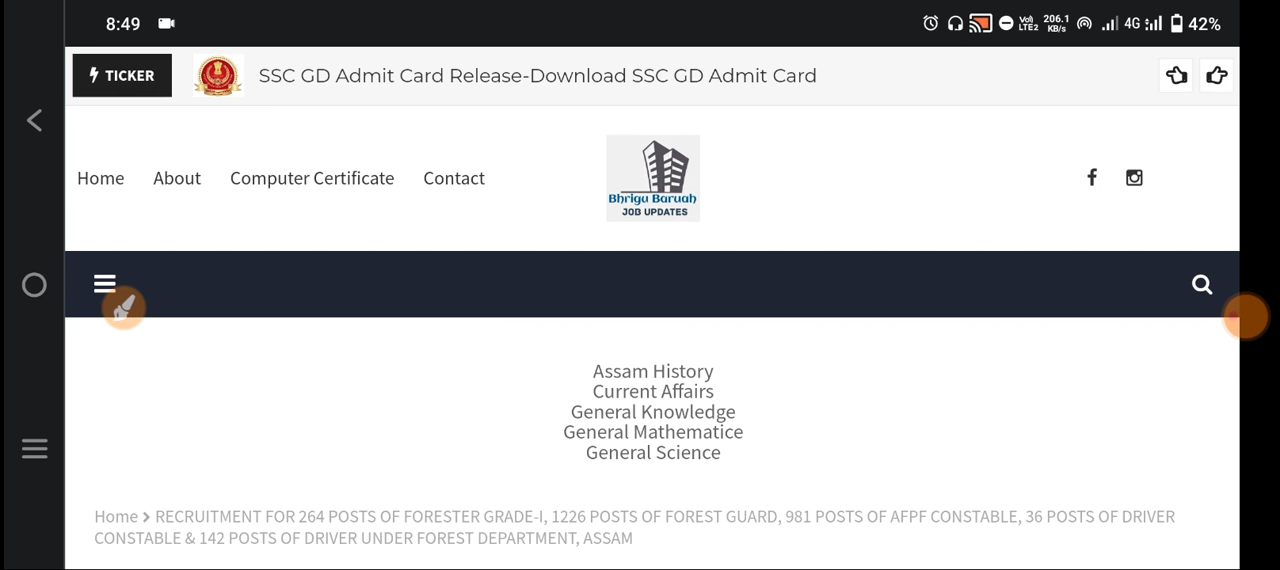 8:49
Vo)) LTE2 206.1 KB/s 4G 42%
TICKER
SSC GD Admit Card Release-Download SSC GD Admit Card
Home About Computer Certificate Contact
Bhrigu Baruah
JOB UPDATES
Assam History
Current Affairs
General Knowledge
General Mathematice
General Science
Home > RECRUITMENT FOR 264 POSTS OF FORESTER GRADE-I, 1226 POSTS OF FOREST GUARD, 981 POSTS OF AFPF CONSTABLE, 36 POSTS OF DRIVER
CONSTABLE & 142 POSTS OF DRIVER UNDER FOREST DEPARTMENT, ASSAM